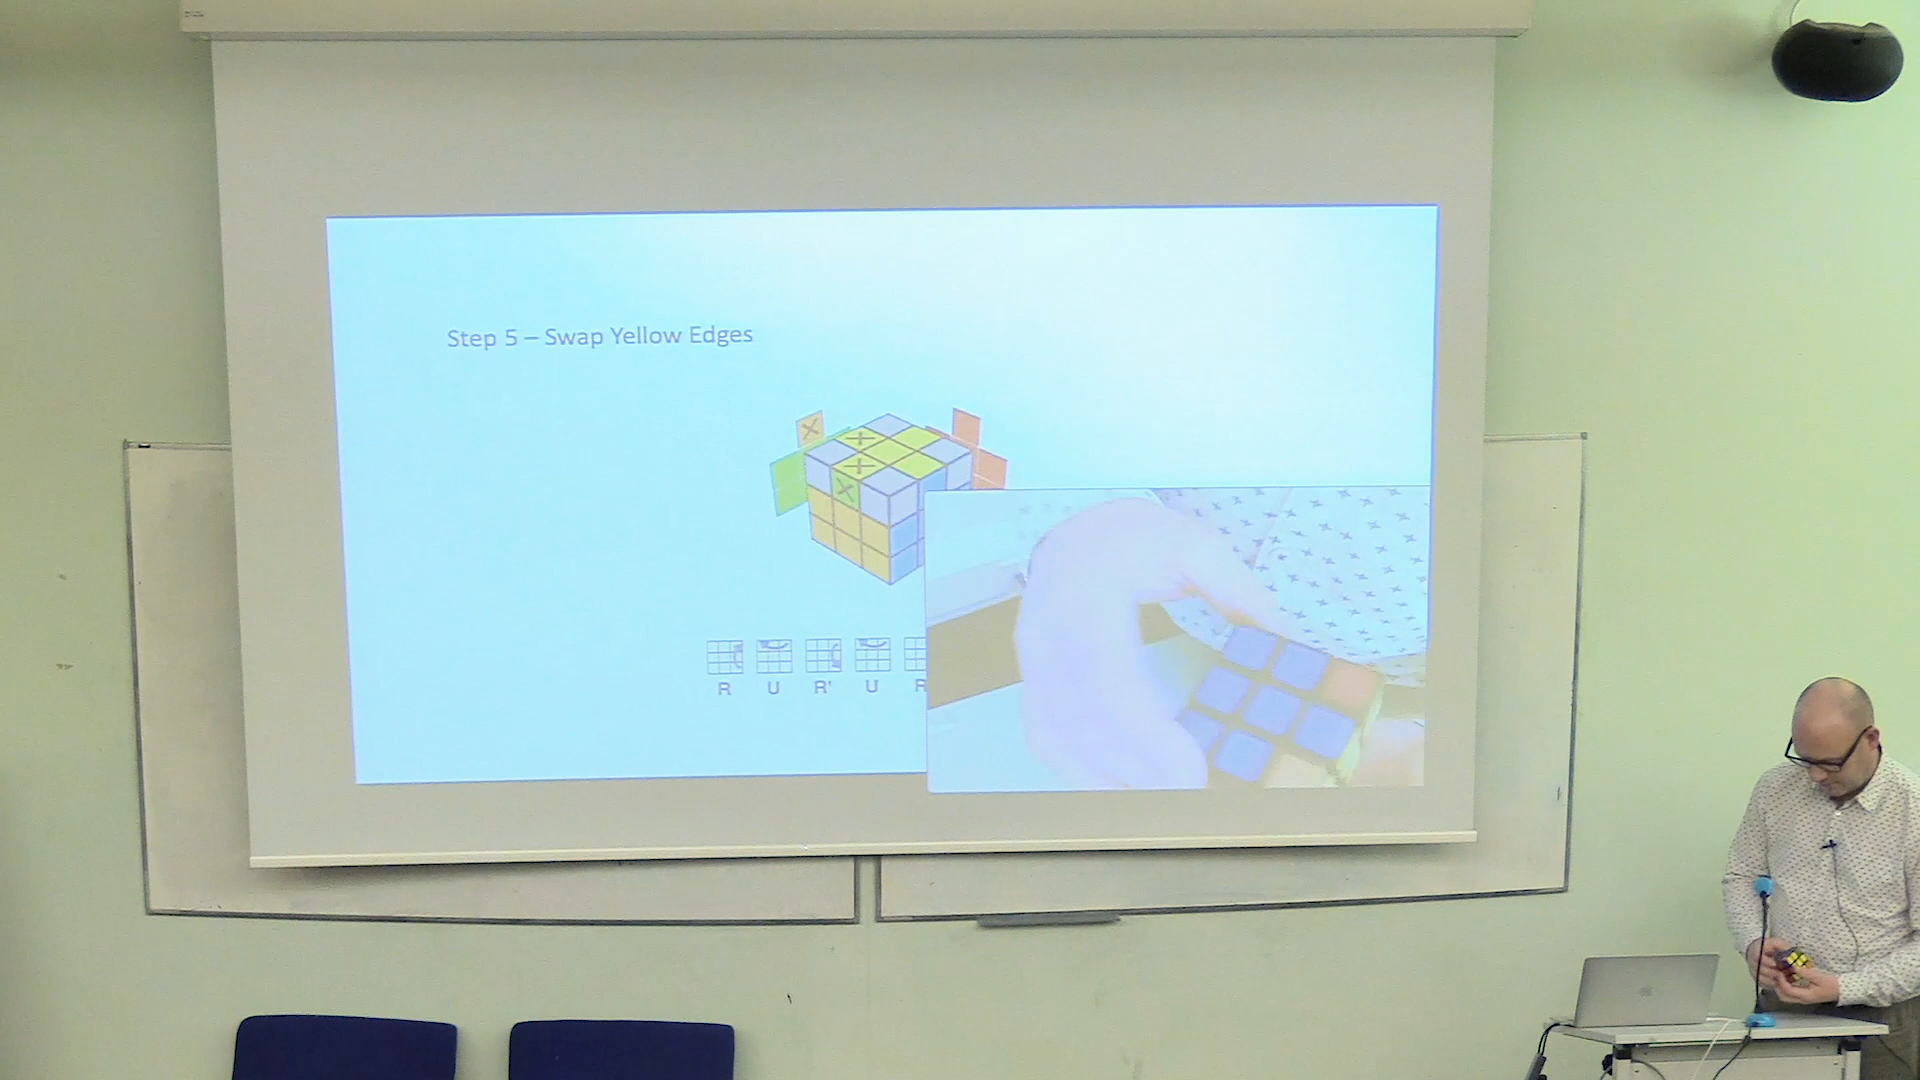 Step 5 – Swap Yellow Edges
R U R' U R